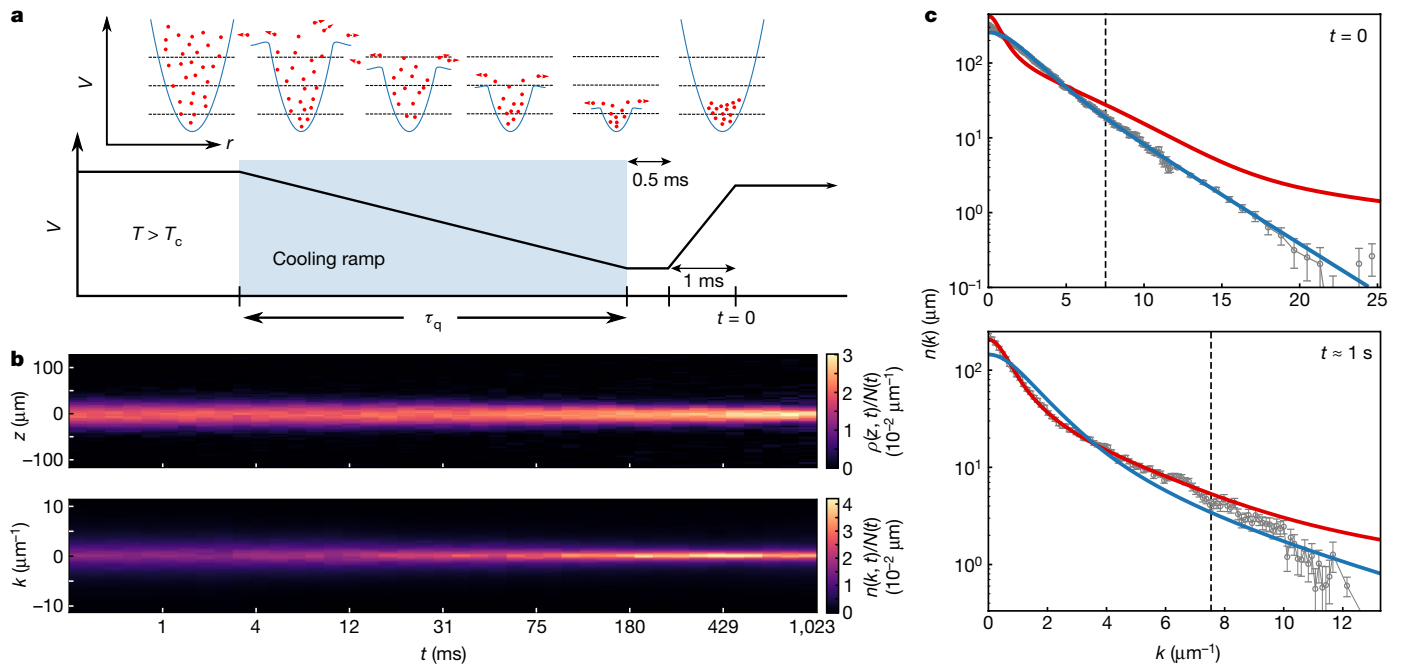 a
V
r
V
T > Tc
Cooling ramp
0.5 ms
1 ms
τq
t = 0
b
z (μm)
100
0
−100
3
2
1
0
ρ(z, t)/N(t)
(10⁻² μm⁻¹)
k (μm⁻¹)
10
0
−10
4
3
2
1
0
n(k, t)/N(t)
(10⁻² μm)
1 4 12 31 75 180 429 1,023
t (ms)
c
t = 0
10²
10¹
10⁰
10⁻¹
0 5 10 15 20 25
n(k) (μm)
t ≈ 1 s
10²
10¹
10⁰
0 2 4 6 8 10 12
k (μm⁻¹)